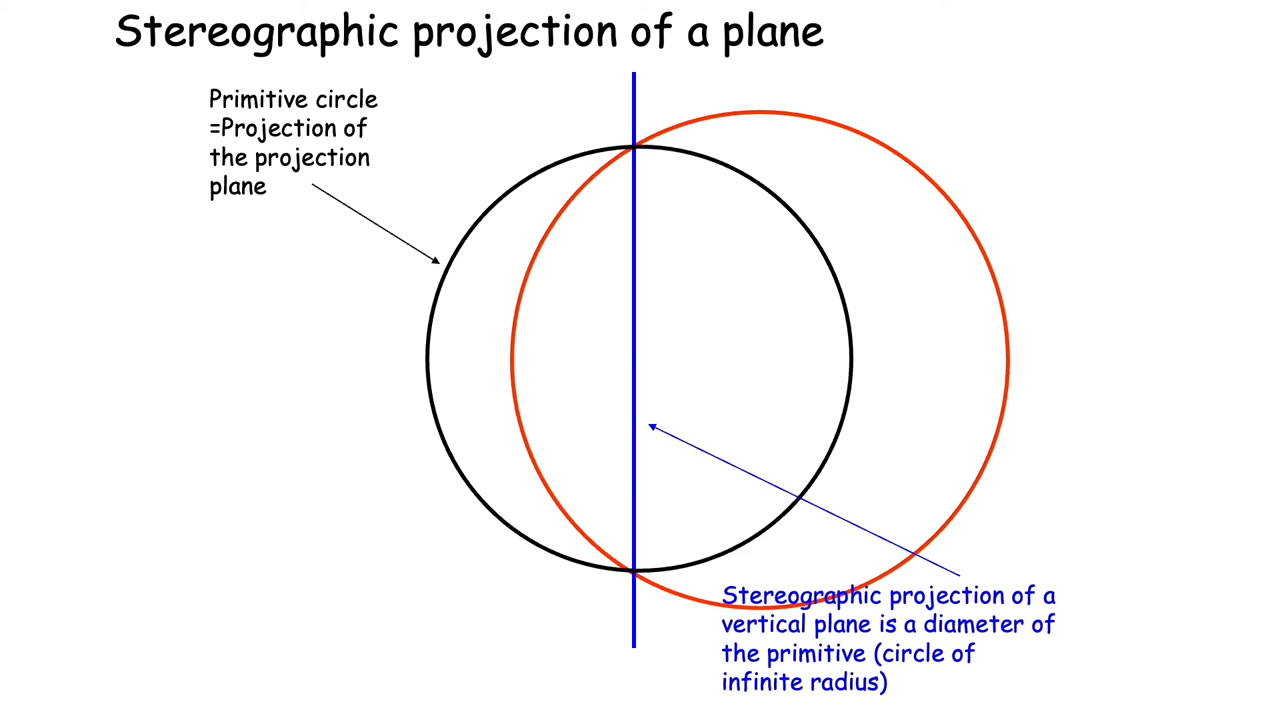 Stereographic projection of a plane
Primitive circle
=Projection of
the projection
plane
Stereographic projection of a
vertical plane is a diameter of
the primitive (circle of
infinite radius)